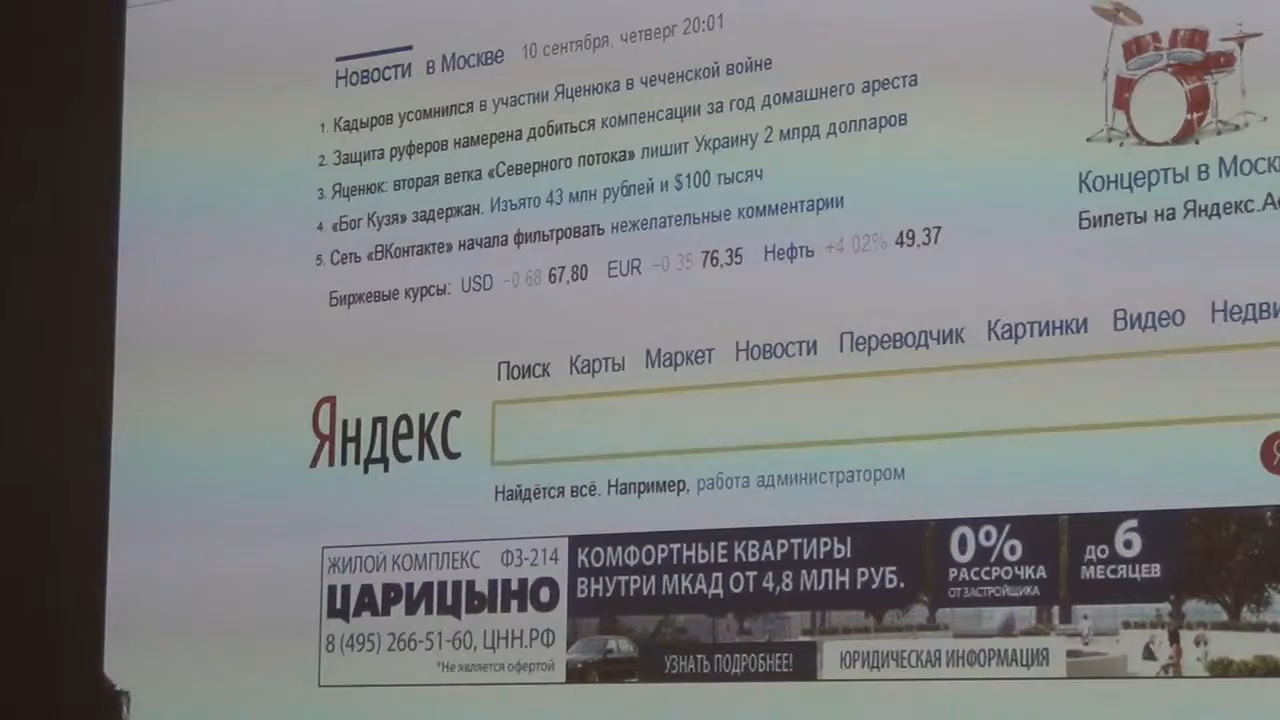 Новости в Москве 10 сентября, четверг 20:01
1. Кадыров усомнился в участии Яценюка в чеченской войне
2. Защита руферов намерена добиться компенсации за год домашнего ареста
3. Яценюк: вторая ветка «Северного потока» лишит Украину 2 млрд долларов
4. «Бог Кузя» задержан. Изъято 43 млн рублей и $100 тысяч
5. Сеть «ВКонтакте» начала фильтровать нежелательные комментарии
Биржевые курсы: USD −0 68 67,80 EUR −0 35 76,35 Нефть +4 02% 49,37
Концерты в Моск
Билеты на Яндекс.Аф
Поиск Карты Маркет Новости Переводчик Картинки Видео Недви
Яндекс
Найдётся всё. Например, работа администратором
ЖИЛОЙ КОМПЛЕКС ФЗ-214
ЦАРИЦЫНО
8 (495) 266-51-60, ЦНН.РФ
*Не является офертой
КОМФОРТНЫЕ КВАРТИРЫ
ВНУТРИ МКАД ОТ 4,8 МЛН РУБ.
0%
РАССРОЧКА
ОТ ЗАСТРОЙЩИКА
ДО 6
МЕСЯЦЕВ
УЗНАТЬ ПОДРОБНЕЕ!
ЮРИДИЧЕСКАЯ ИНФОРМАЦИЯ